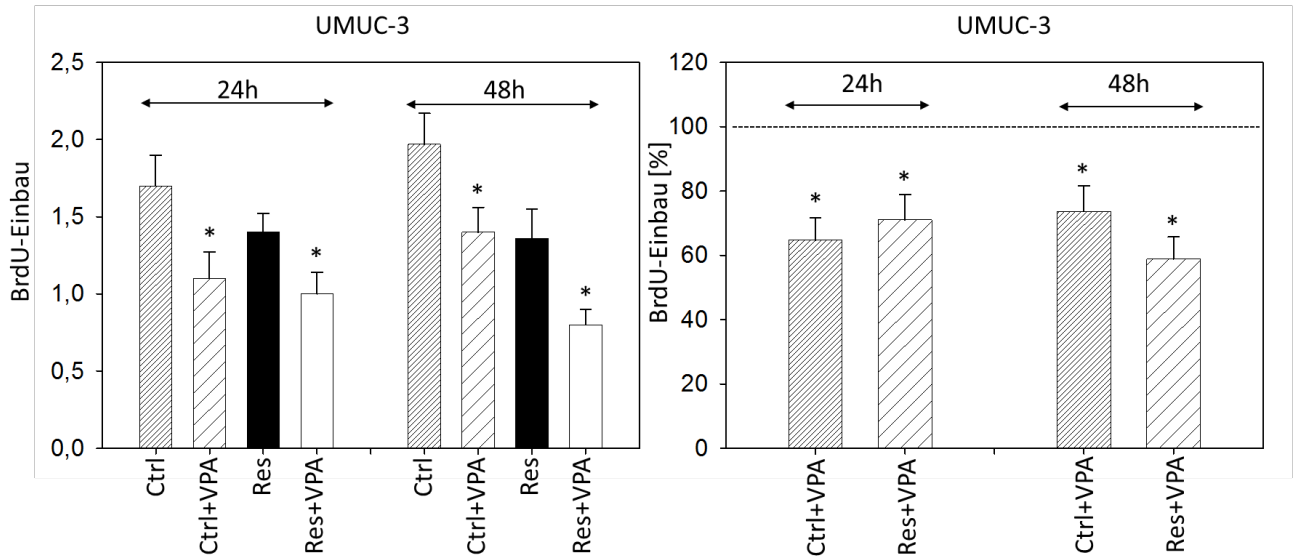 UMUC-3
2,5
2,0
1,5
1,0
0,5
0,0
BrdU-Einbau
24h
48h
*
*
*
*
Ctrl
Ctrl+VPA
Res
Res+VPA
Ctrl
Ctrl+VPA
Res
Res+VPA
UMUC-3
120
100
80
60
40
20
0
BrdU-Einbau [%]
24h
48h
*
*
*
*
Ctrl+VPA
Res+VPA
Ctrl+VPA
Res+VPA